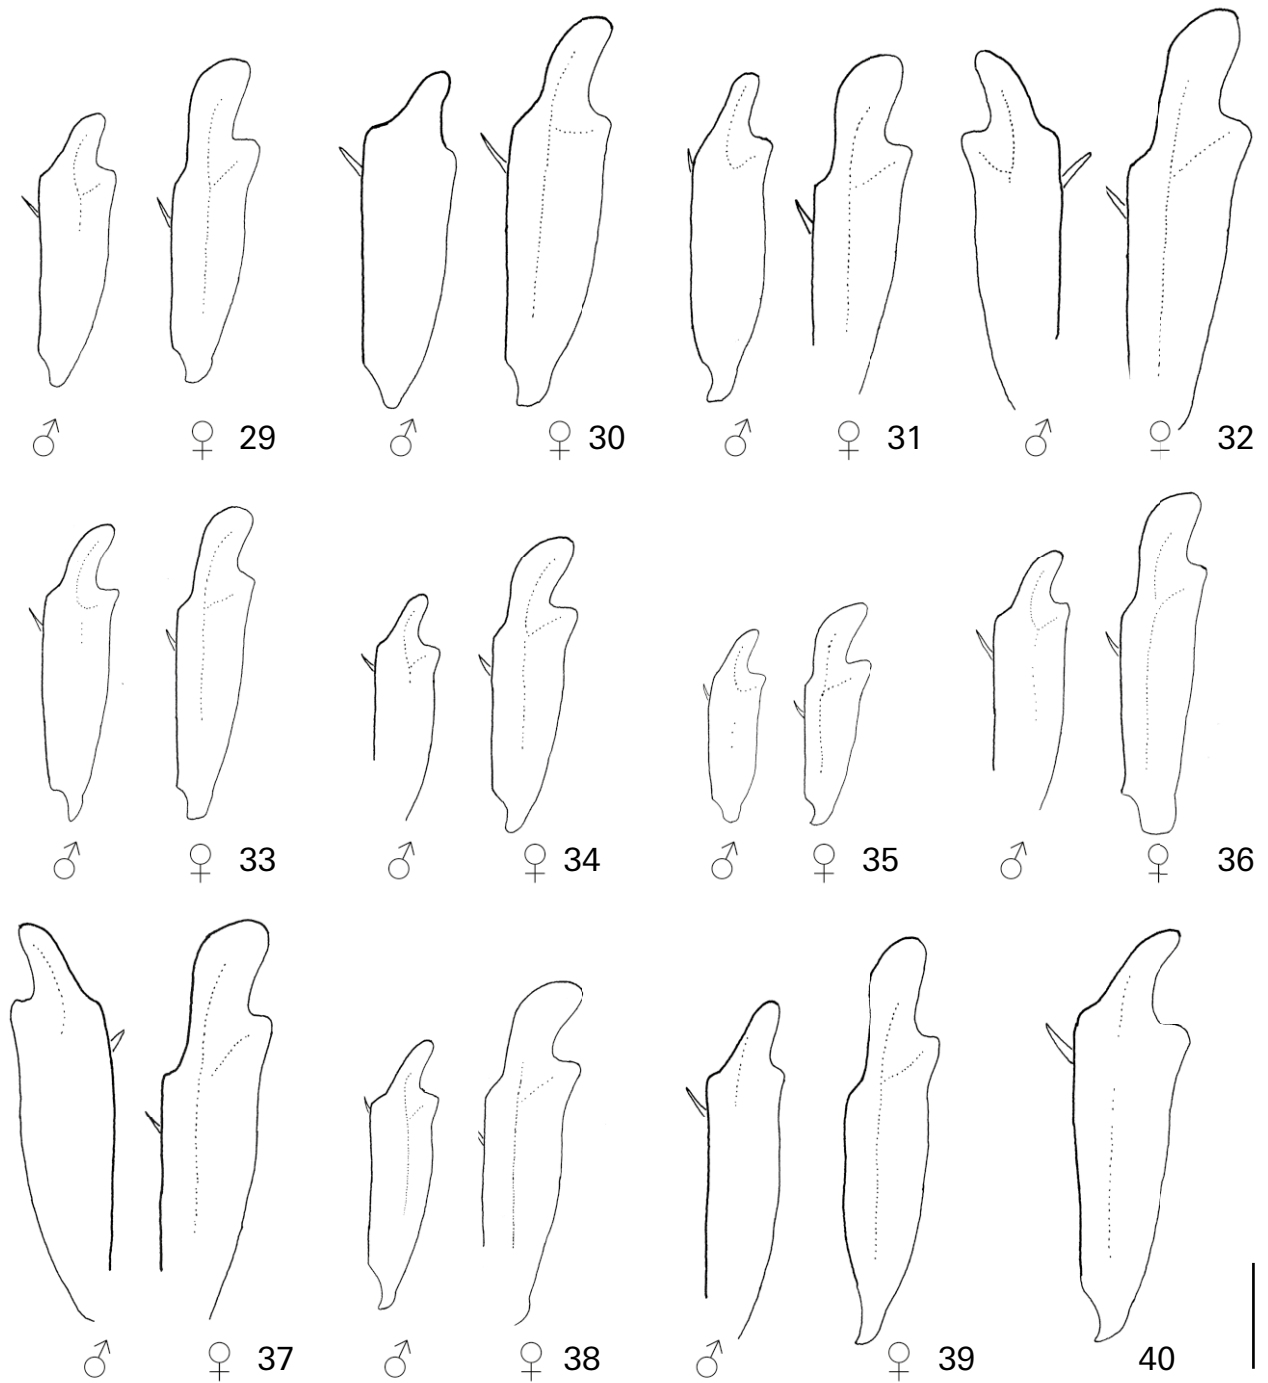 ♂ ♀ 29 ♂ ♀ 30 ♂ ♀ 31 ♂ ♀ 32
♂ ♀ 33 ♂ ♀ 34 ♂ ♀ 35 ♂ ♀ 36
♂ ♀ 37 ♂ ♀ 38 ♂ ♀ 39 40